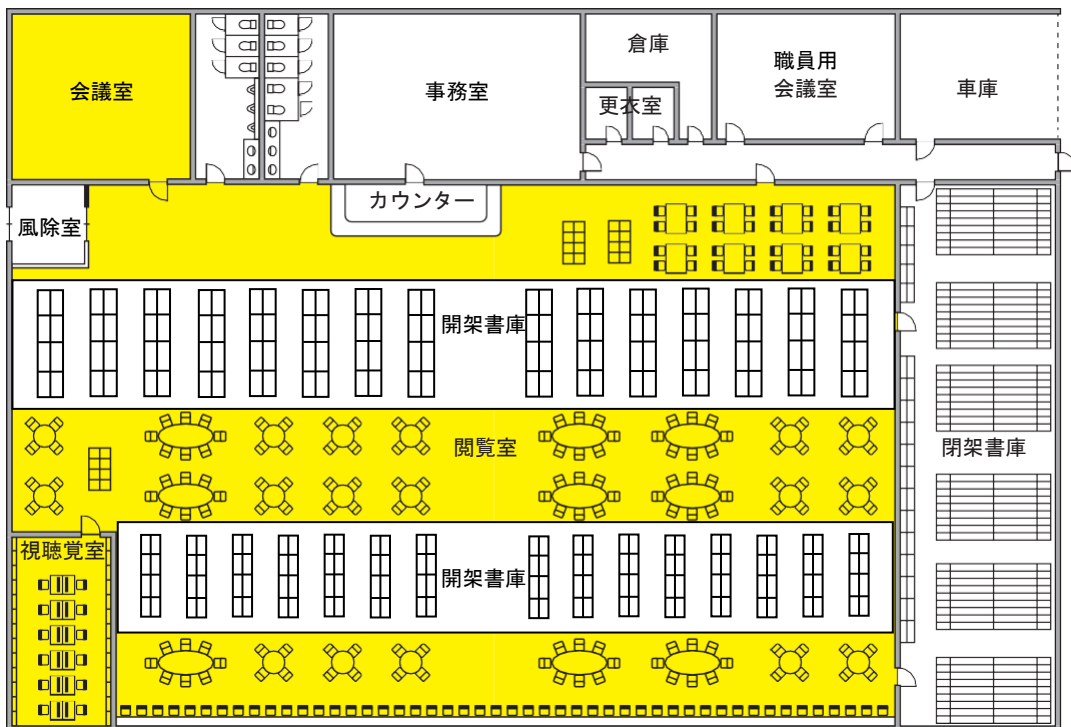 会議室
事務室
倉庫
更衣室
職員用
会議室
車庫
風除室
カウンター
開架書庫
閲覧室
閉架書庫
視聴覚室
開架書庫